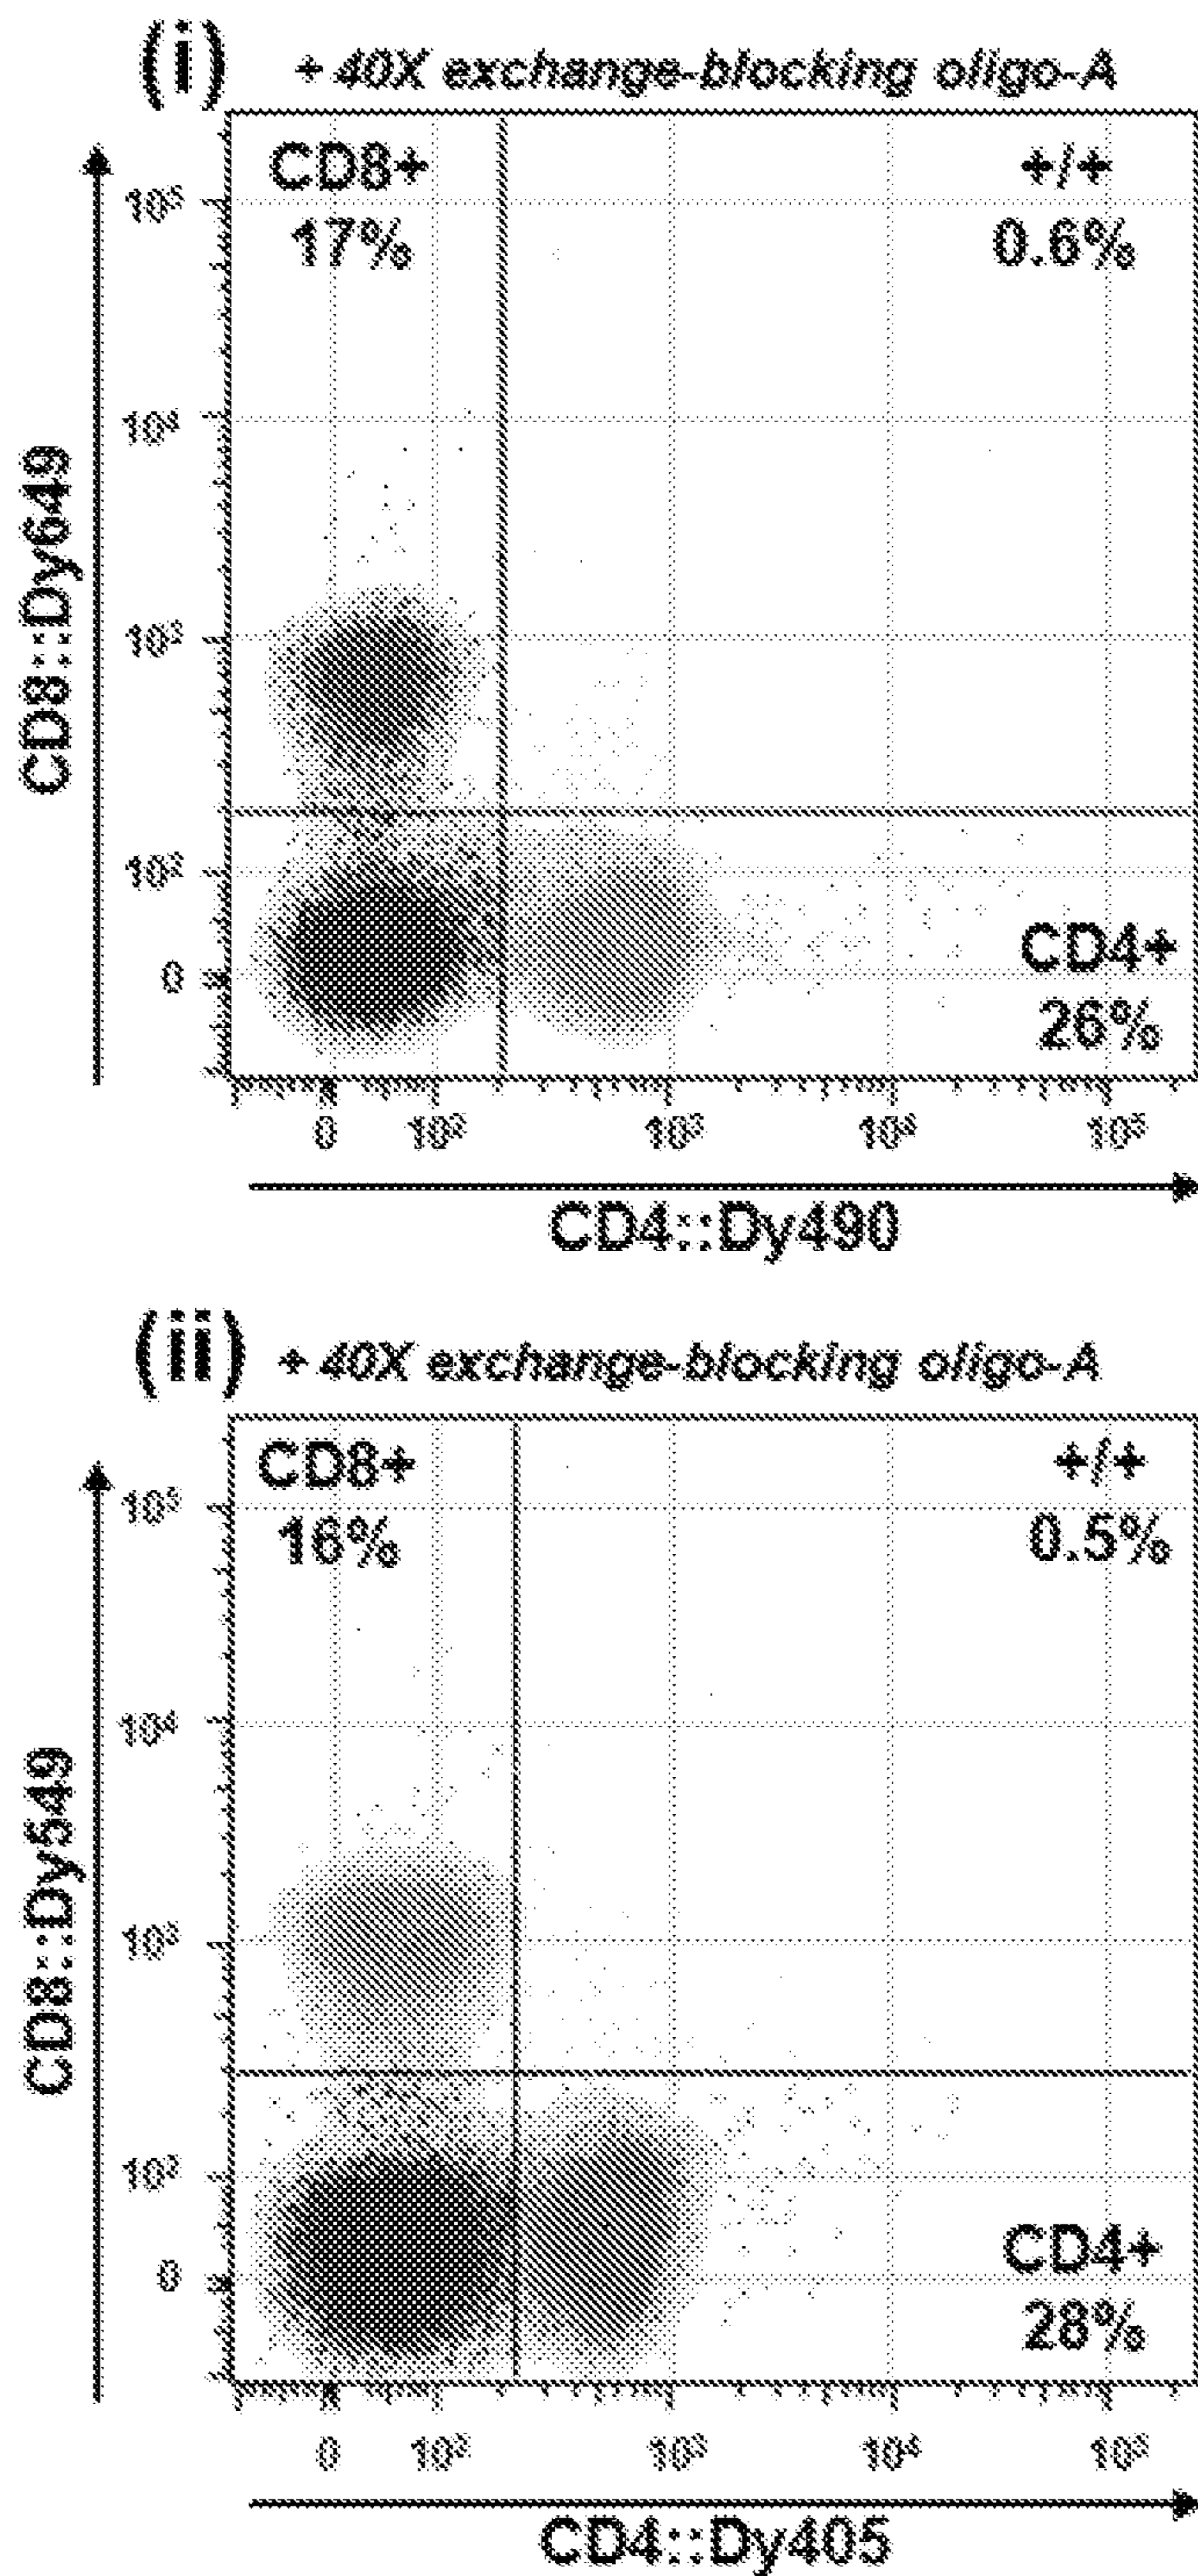 (i) + 40X exchange-blocking oligo-A
CD8+
17%
+/+
0.6%
10⁵
10⁴
10³
10²
0
CD8::Dy649
CD4+
26%
0 10² 10³ 10⁴ 10⁵
CD4::Dy490
(ii) + 40X exchange-blocking oligo-A
CD8+
16%
+/+
0.5%
10⁵
10⁴
10³
10²
0
CD8::Dy549
CD4+
28%
0 10² 10³ 10⁴ 10⁵
CD4::Dy405